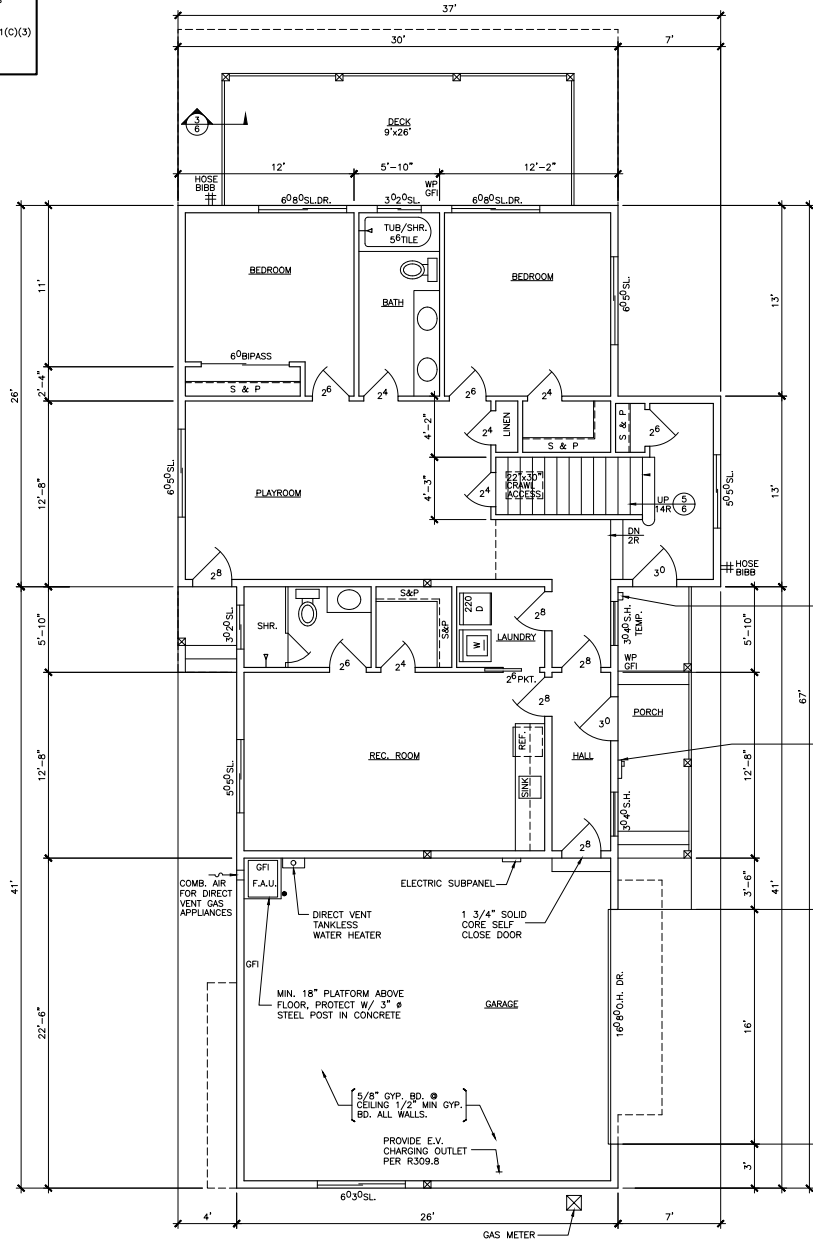 1(C)(3)
37'
30'
7'
3
6
DECK
9'x26'
12'
5'-10"
12'-2"
HOSE
BIBB
WP
GFI
6⁰8⁰SL.DR.
3⁰2⁰SL.
6⁰8⁰SL.DR.
TUB/SHR.
5⁶TILE
BEDROOM
BATH
BEDROOM
6⁰5⁰SL.
11'
13'
26'
6⁰BIPASS
2'-4"
S & P
2⁶
2⁴
2⁶
2⁴
4'-2"
2⁴
LINEN
S & P
S & P
2⁶
6⁰5⁰SL.
12'-8"
PLAYROOM
4'-3"
2⁴
22"x30"
CRAWL
ACCESS
UP
14R
5
6
5⁰5⁰SL.
13'
DN
2R
2⁸
3⁰
HOSE
BIBB
5'-10"
3⁰2⁰SL.
SHR.
S&P
S&P
220
D
W
LAUNDRY
2⁸
3⁰4⁰S.H.
TEMP.
WP
GFI
5'-10"
2⁶
2⁴
2⁶PKT.
2⁸
2⁸
67'
12'-8"
5⁰5⁰SL.
REC. ROOM
REF.
SINK
HALL
3⁰
PORCH
3⁰4⁰S.H.
12'-8"
2⁸
COMB. AIR
FOR DIRECT
VENT GAS
APPLIANCES
GFI
F.A.U.
DIRECT VENT
TANKLESS
WATER HEATER
ELECTRIC SUBPANEL
1 3/4" SOLID
CORE SELF
CLOSE DOOR
3'-6"
41'
41'
GFI
22'-6"
MIN. 18" PLATFORM ABOVE
FLOOR, PROTECT W/ 3" ø
STEEL POST IN CONCRETE
GARAGE
16⁰8⁰O.H. DR.
16'
5/8" GYP. BD. @
CEILING 1/2" MIN GYP.
BD. ALL WALLS.
PROVIDE E.V.
CHARGING OUTLET
PER R309.8
3'
6⁰3⁰SL.
4'
26'
7'
GAS METER